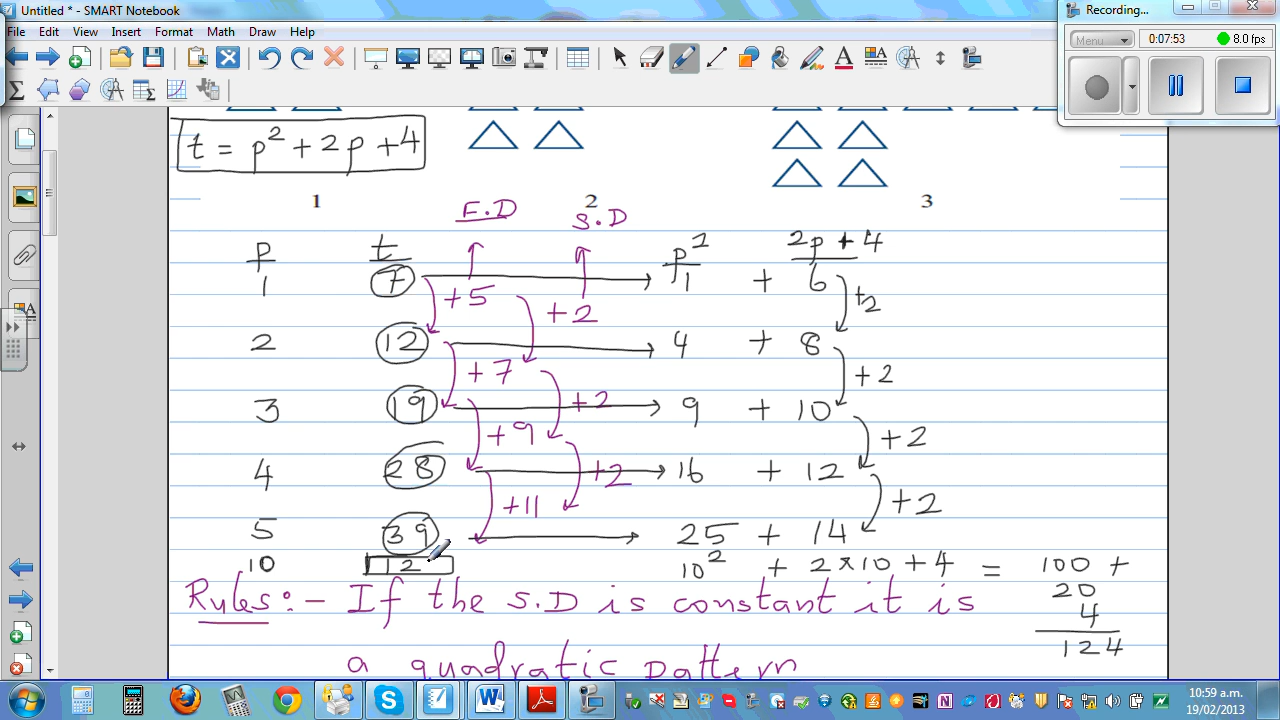 Untitled * - SMART Notebook
File Edit View Insert Format Math Draw Help
Recording...
Menu 00:07:53 8.0 fps
t = p² + 2p + 4
1 2 3
F.D S.D
p t p² 2p + 4
1 7 1 + 6
+5 +2 +2
2 12 4 + 8
+7 +2 +2
3 19 9 + 10
+9 +2 +2
4 28 16 + 12
+11 +2
5 39 25 + 14
10 12 10² + 2×10 + 4 = 100 +
20
4
124
Rules:- If the S.D is constant it is
a quadratic pattern
10:59 a.m.
19/02/2013